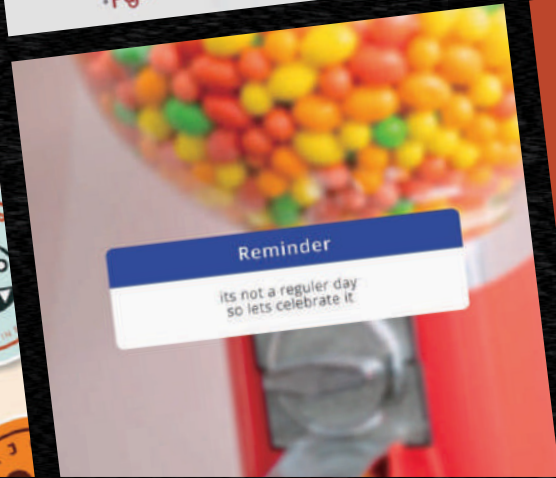 Reminder
its not a reguler day
so lets celebrate it